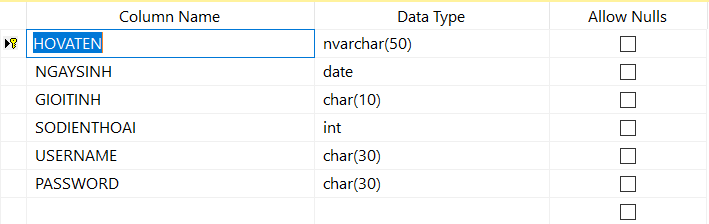 Column Name Data Type Allow Nulls
HOVATEN nvarchar(50)
NGAYSINH date
GIOITINH char(10)
SODIENTHOAI int
USERNAME char(30)
PASSWORD char(30)